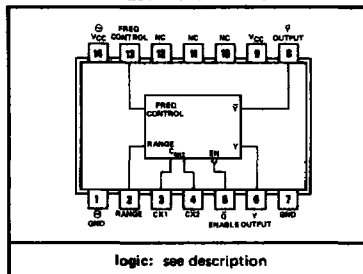 ⊖ FREQ Y̅
VCC CONTROL NC NC NC VCC OUTPUT
14 13 12 11 10 9 8
FREQ CONTROL Y̅
RANGE CEXT EN Y
1 2 3 4 5 6 7
⊖ RANGE CX1 CX2 ENABLE OUTPUT GND
GND Y
logic: see description